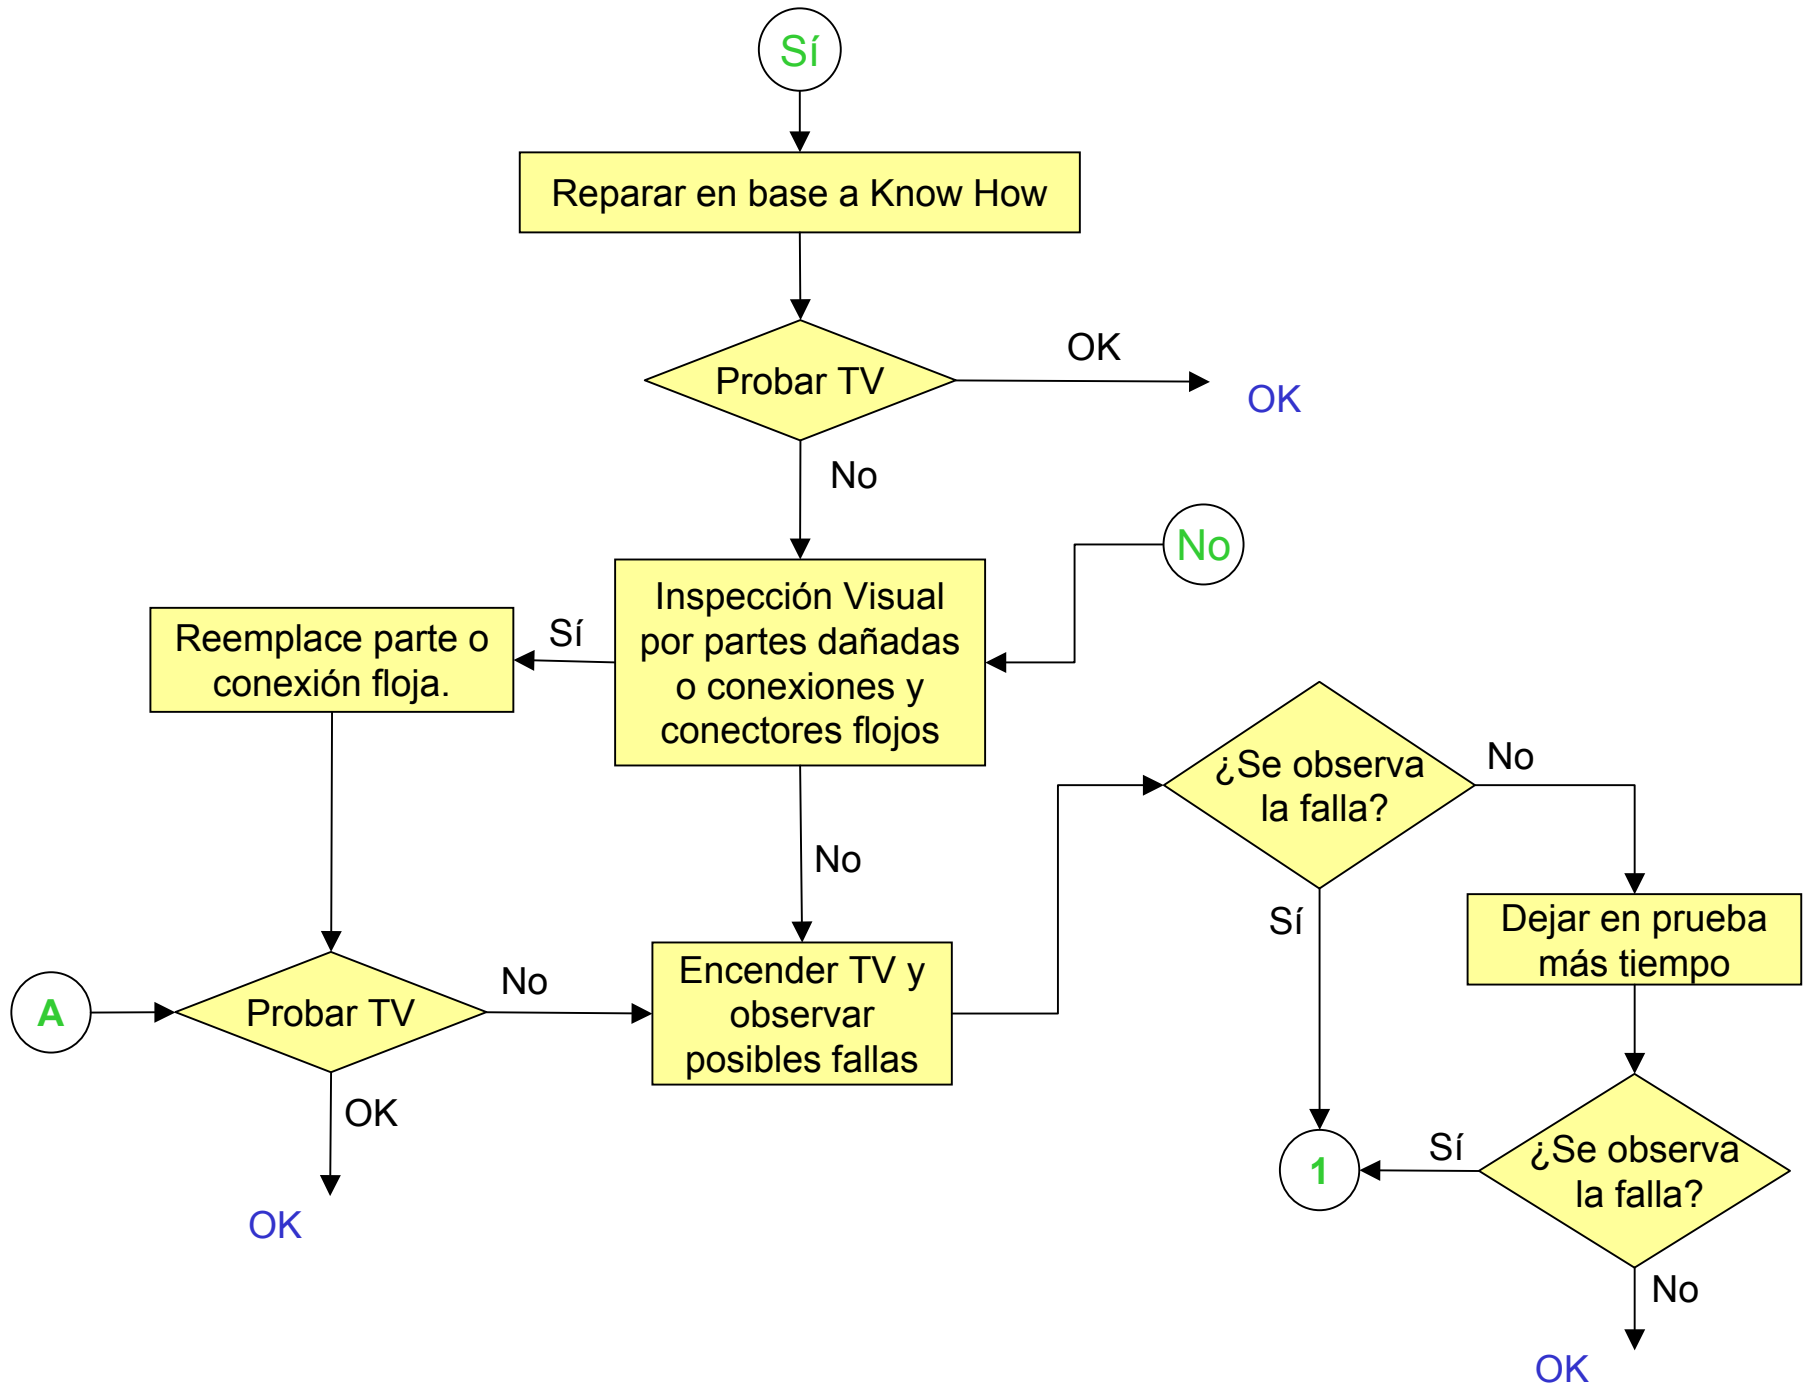 Sí
Reparar en base a Know How
Probar TV
OK
OK
No
No
Inspección Visual
por partes dañadas
o conexiones y
conectores flojos
Sí
Reemplace parte o
conexión floja.
¿Se observa
la falla?
No
No
Sí
Dejar en prueba
más tiempo
A
Probar TV
No
Encender TV y
observar
posibles fallas
OK
OK
1
Sí
¿Se observa
la falla?
No
OK